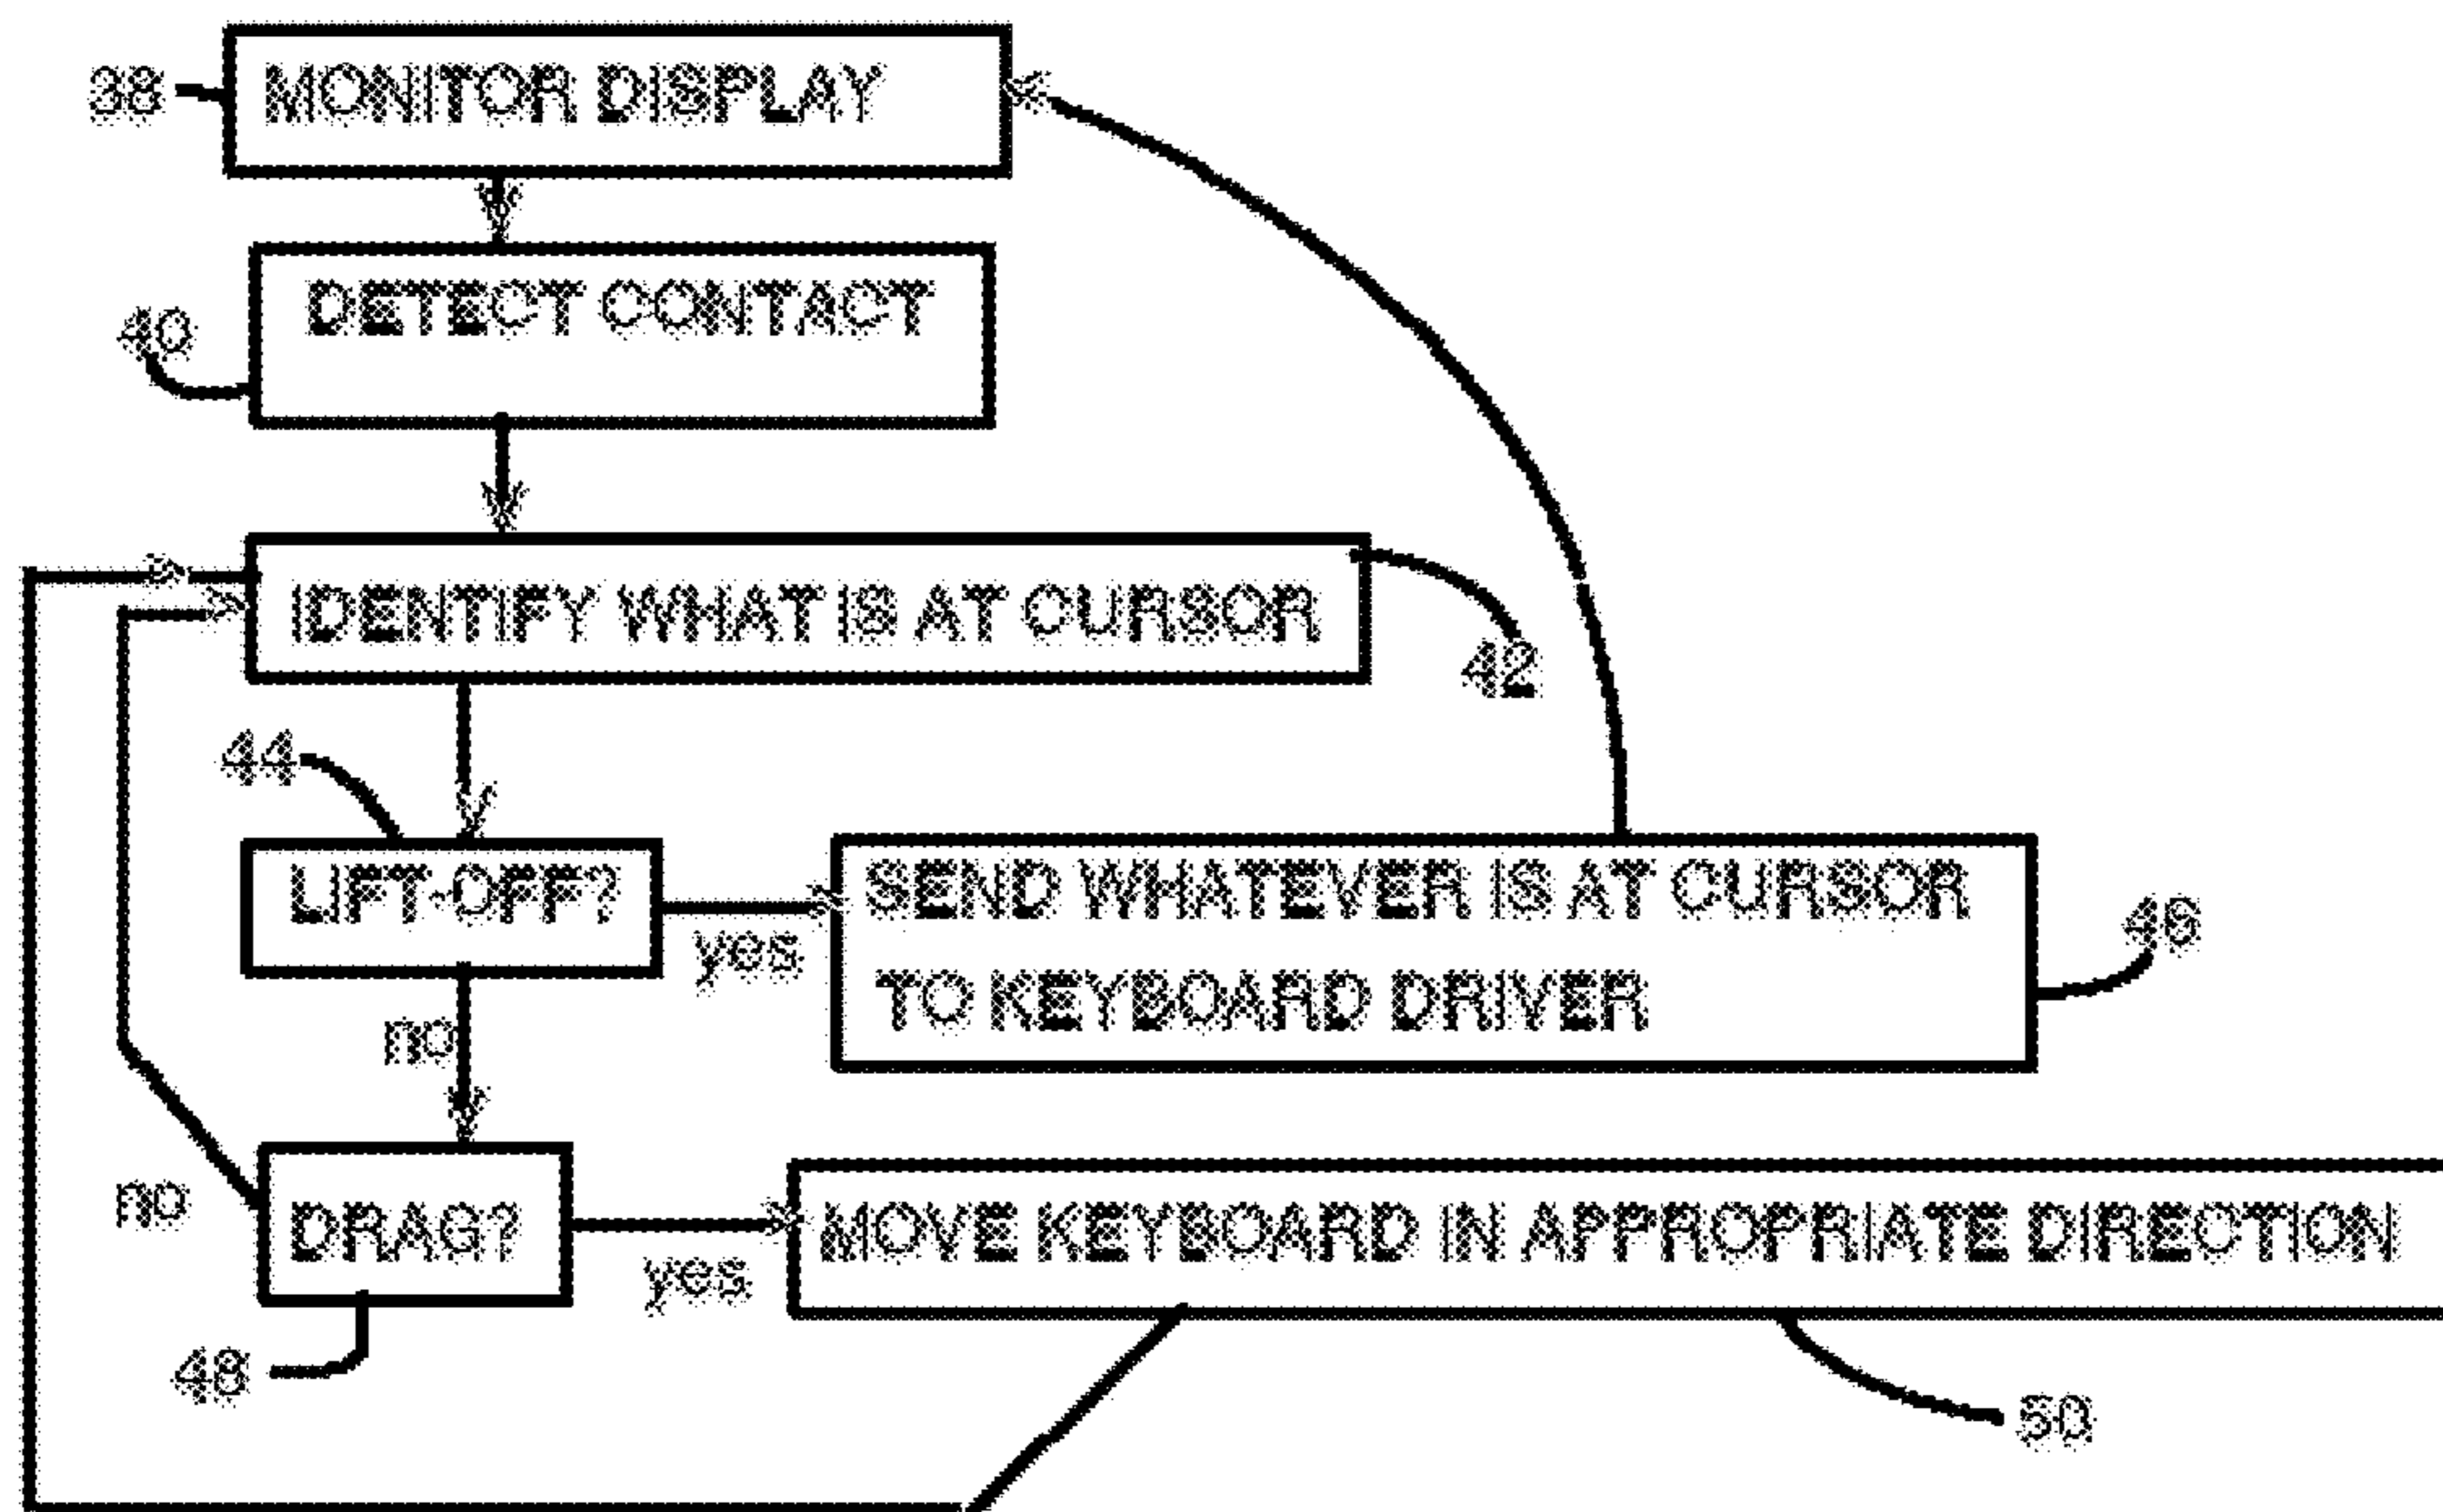 38 MONITOR DISPLAY
DETECT CONTACT
40
IDENTIFY WHAT IS AT CURSOR
42
44
LIFT-OFF?
yes
SEND WHATEVER IS AT CURSOR
TO KEYBOARD DRIVER
46
no
no
DRAG?
yes
MOVE KEYBOARD IN APPROPRIATE DIRECTION
48
50